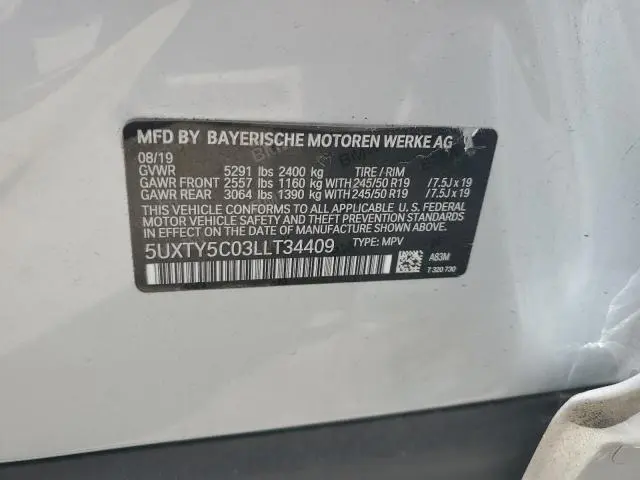 MFD BY BAYERISCHE MOTOREN WERKE AG
08/19
GVWR 5291 lbs 2400 kg TIRE / RIM
GAWR FRONT 2557 lbs 1160 kg WITH 245/50 R19 /7.5J x 19
GAWR REAR 3064 lbs 1390 kg WITH 245/50 R19 /7.5J x 19
THIS VEHICLE CONFORMS TO ALL APPLICABLE U. S. FEDERAL
MOTOR VEHICLE SAFETY AND THEFT PREVENTION STANDARDS
IN EFFECT ON THE DATE OF MANUFACTURE SHOWN ABOVE.
5UXTY5C03LLT34409 TYPE: MPV
A83M
7 320 730